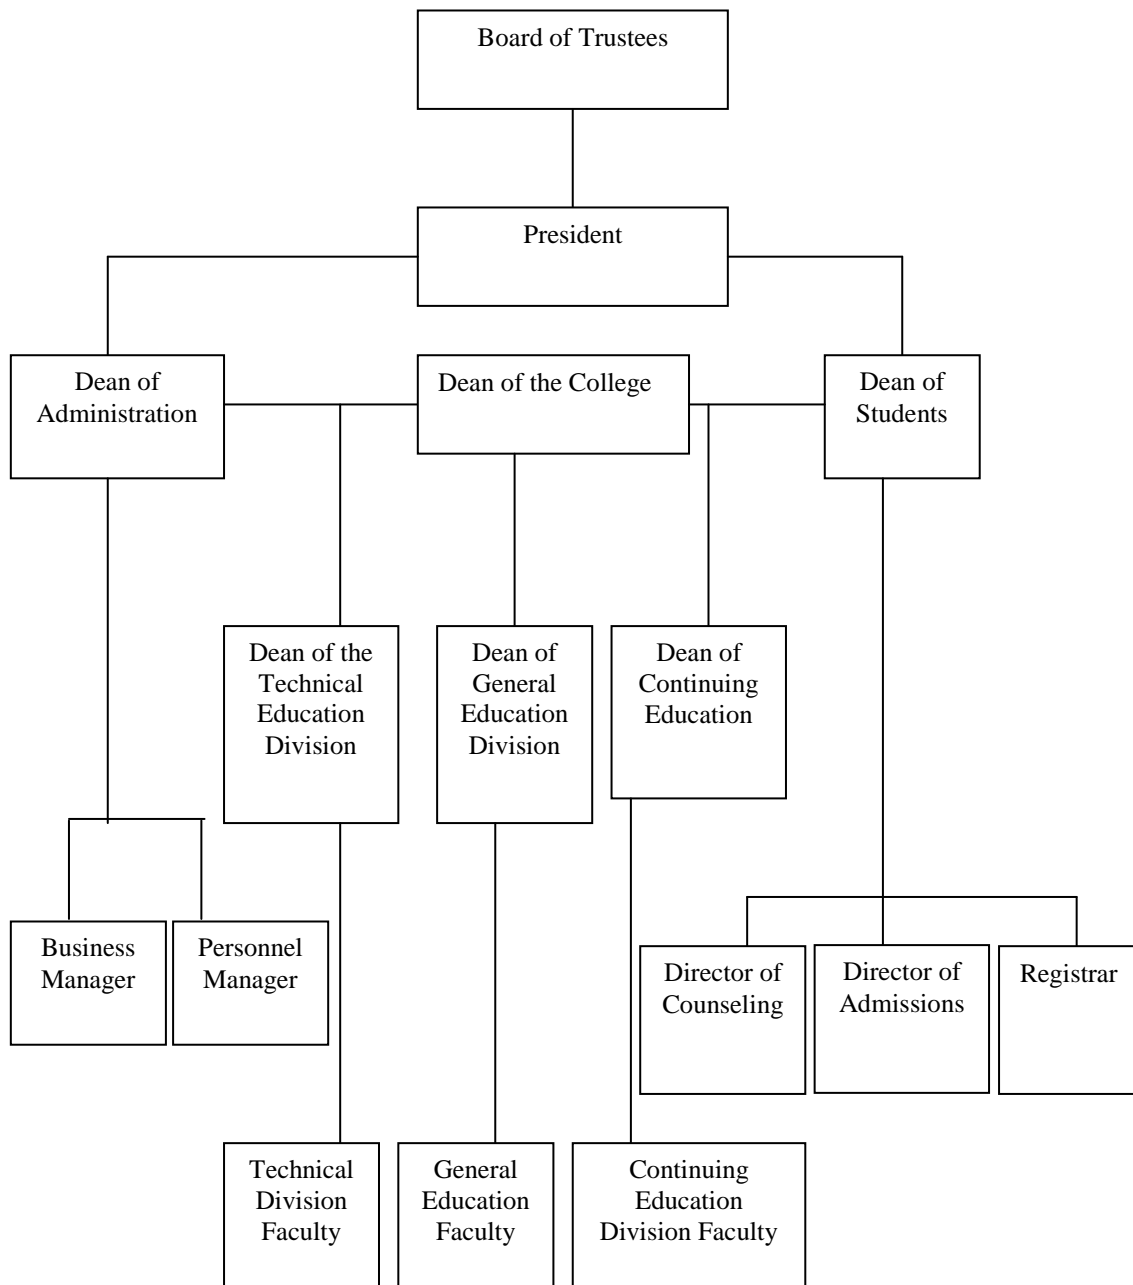 Board of Trustees
President
Dean of
Administration
Dean of the College
Dean of
Students
Dean of the
Technical
Education
Division
Dean of
General
Education
Division
Dean of
Continuing
Education
Business
Manager
Personnel
Manager
Director of
Counseling
Director of
Admissions
Registrar
Technical
Division
Faculty
General
Education
Faculty
Continuing
Education
Division Faculty